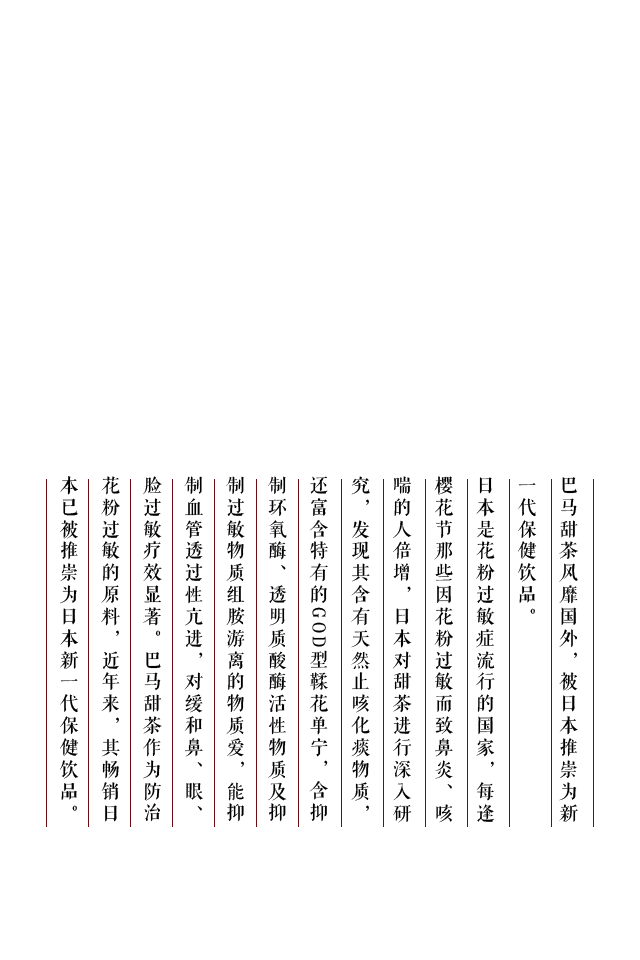 巴马甜茶风靡国外，被日本推崇为新
一代保健饮品。
日本是花粉过敏症流行的国家，每逢
樱花节那些因花粉过敏而致鼻炎、咳
喘的人倍增，日本对甜茶进行深入研
究，发现其含有天然止咳化痰物质，
还富含特有的GOD型鞣花单宁，含抑
制环氧酶、透明质酸酶活性物质及抑
制过敏物质组胺游离的物质爱，能抑
制血管透过性亢进，对缓和鼻、眼、
脸过敏疗效显著。巴马甜茶作为防治
花粉过敏的原料，近年来，其畅销日
本已被推崇为日本新一代保健饮品。